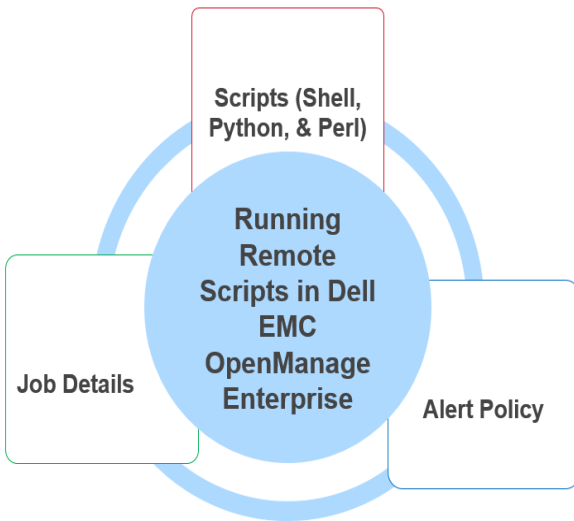 Scripts (Shell,
Python, & Perl)
Running
Remote
Scripts in Dell
EMC
OpenManage
Enterprise
Job Details
Alert Policy